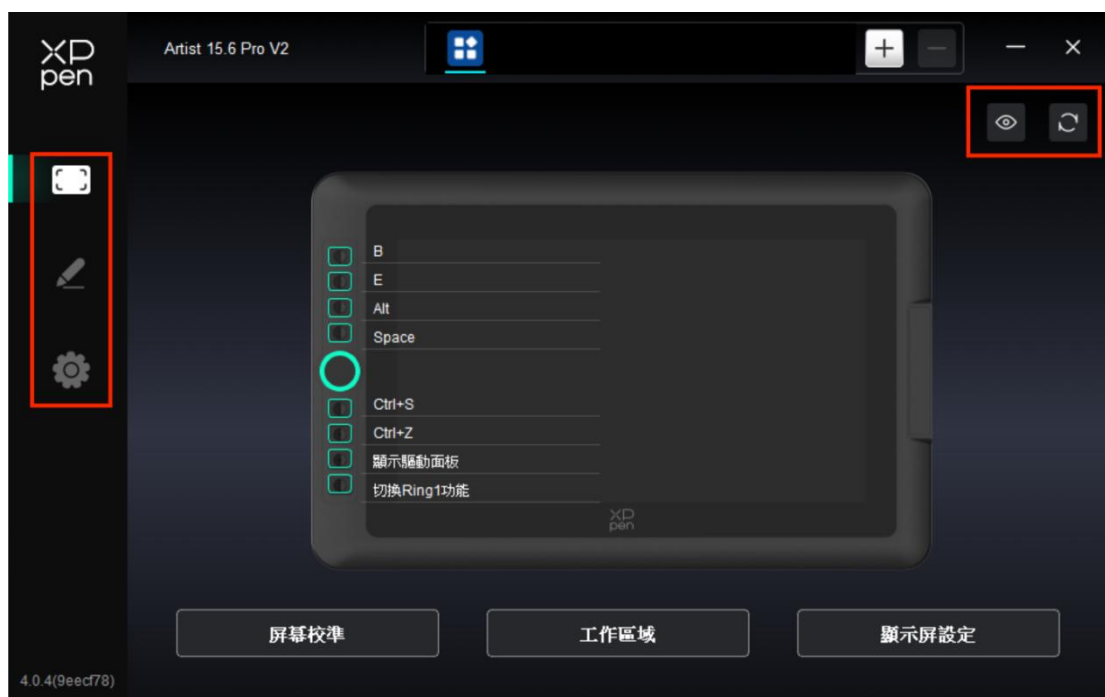 XP
pen
Artist 15.6 Pro V2
B
E
Alt
Space
Ctrl+S
Ctrl+Z
顯示驅動面板
切換Ring1功能
XP
pen
屏幕校準
工作區域
顯示屏設定
4.0.4(9eecf78)